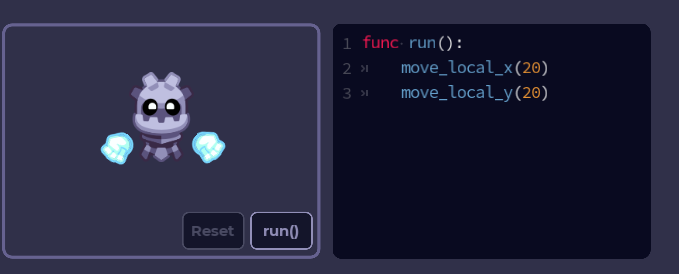 Reset
run()
1 func run():
2 move_local_x(20)
3 move_local_y(20)